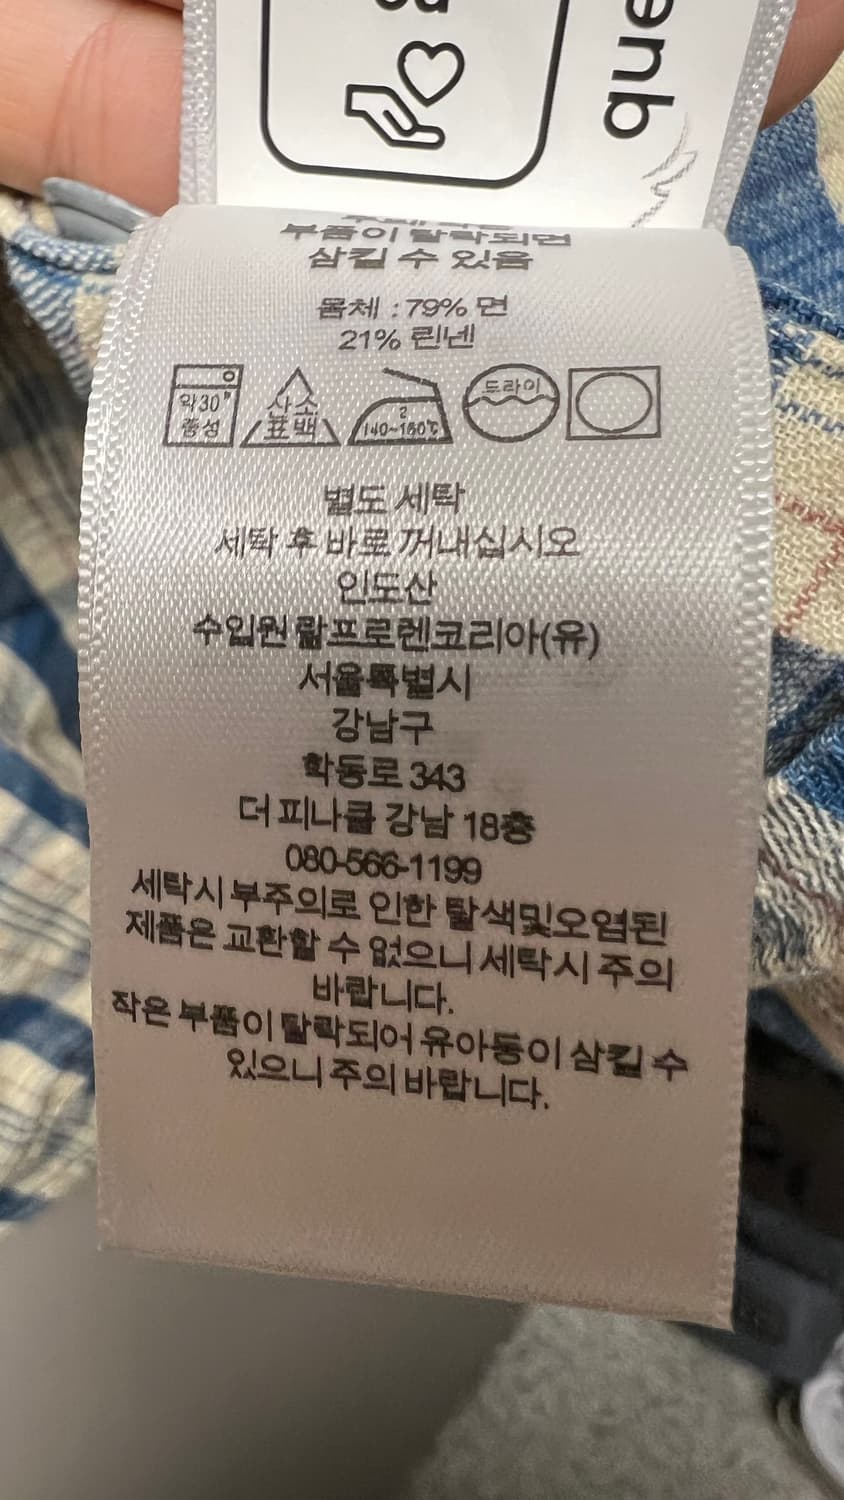 que
부품이 탈락되면
삼킬 수 있음
몸체 : 79% 면
21% 린넨
약30°
중성
산소
표백
2
140~160℃
드라이
별도 세탁
세탁 후 바로 꺼내십시오
인도산
수입원 랄프로렌코리아(유)
서울특별시
강남구
학동로 343
더 피나클 강남 18층
080-566-1199
세탁시 부주의로 인한 탈색및오염된
제품은 교환할 수 없으니 세탁시 주의
바랍니다.
작은 부품이 탈락되어 유아등이 삼킬 수
있으니 주의 바랍니다.